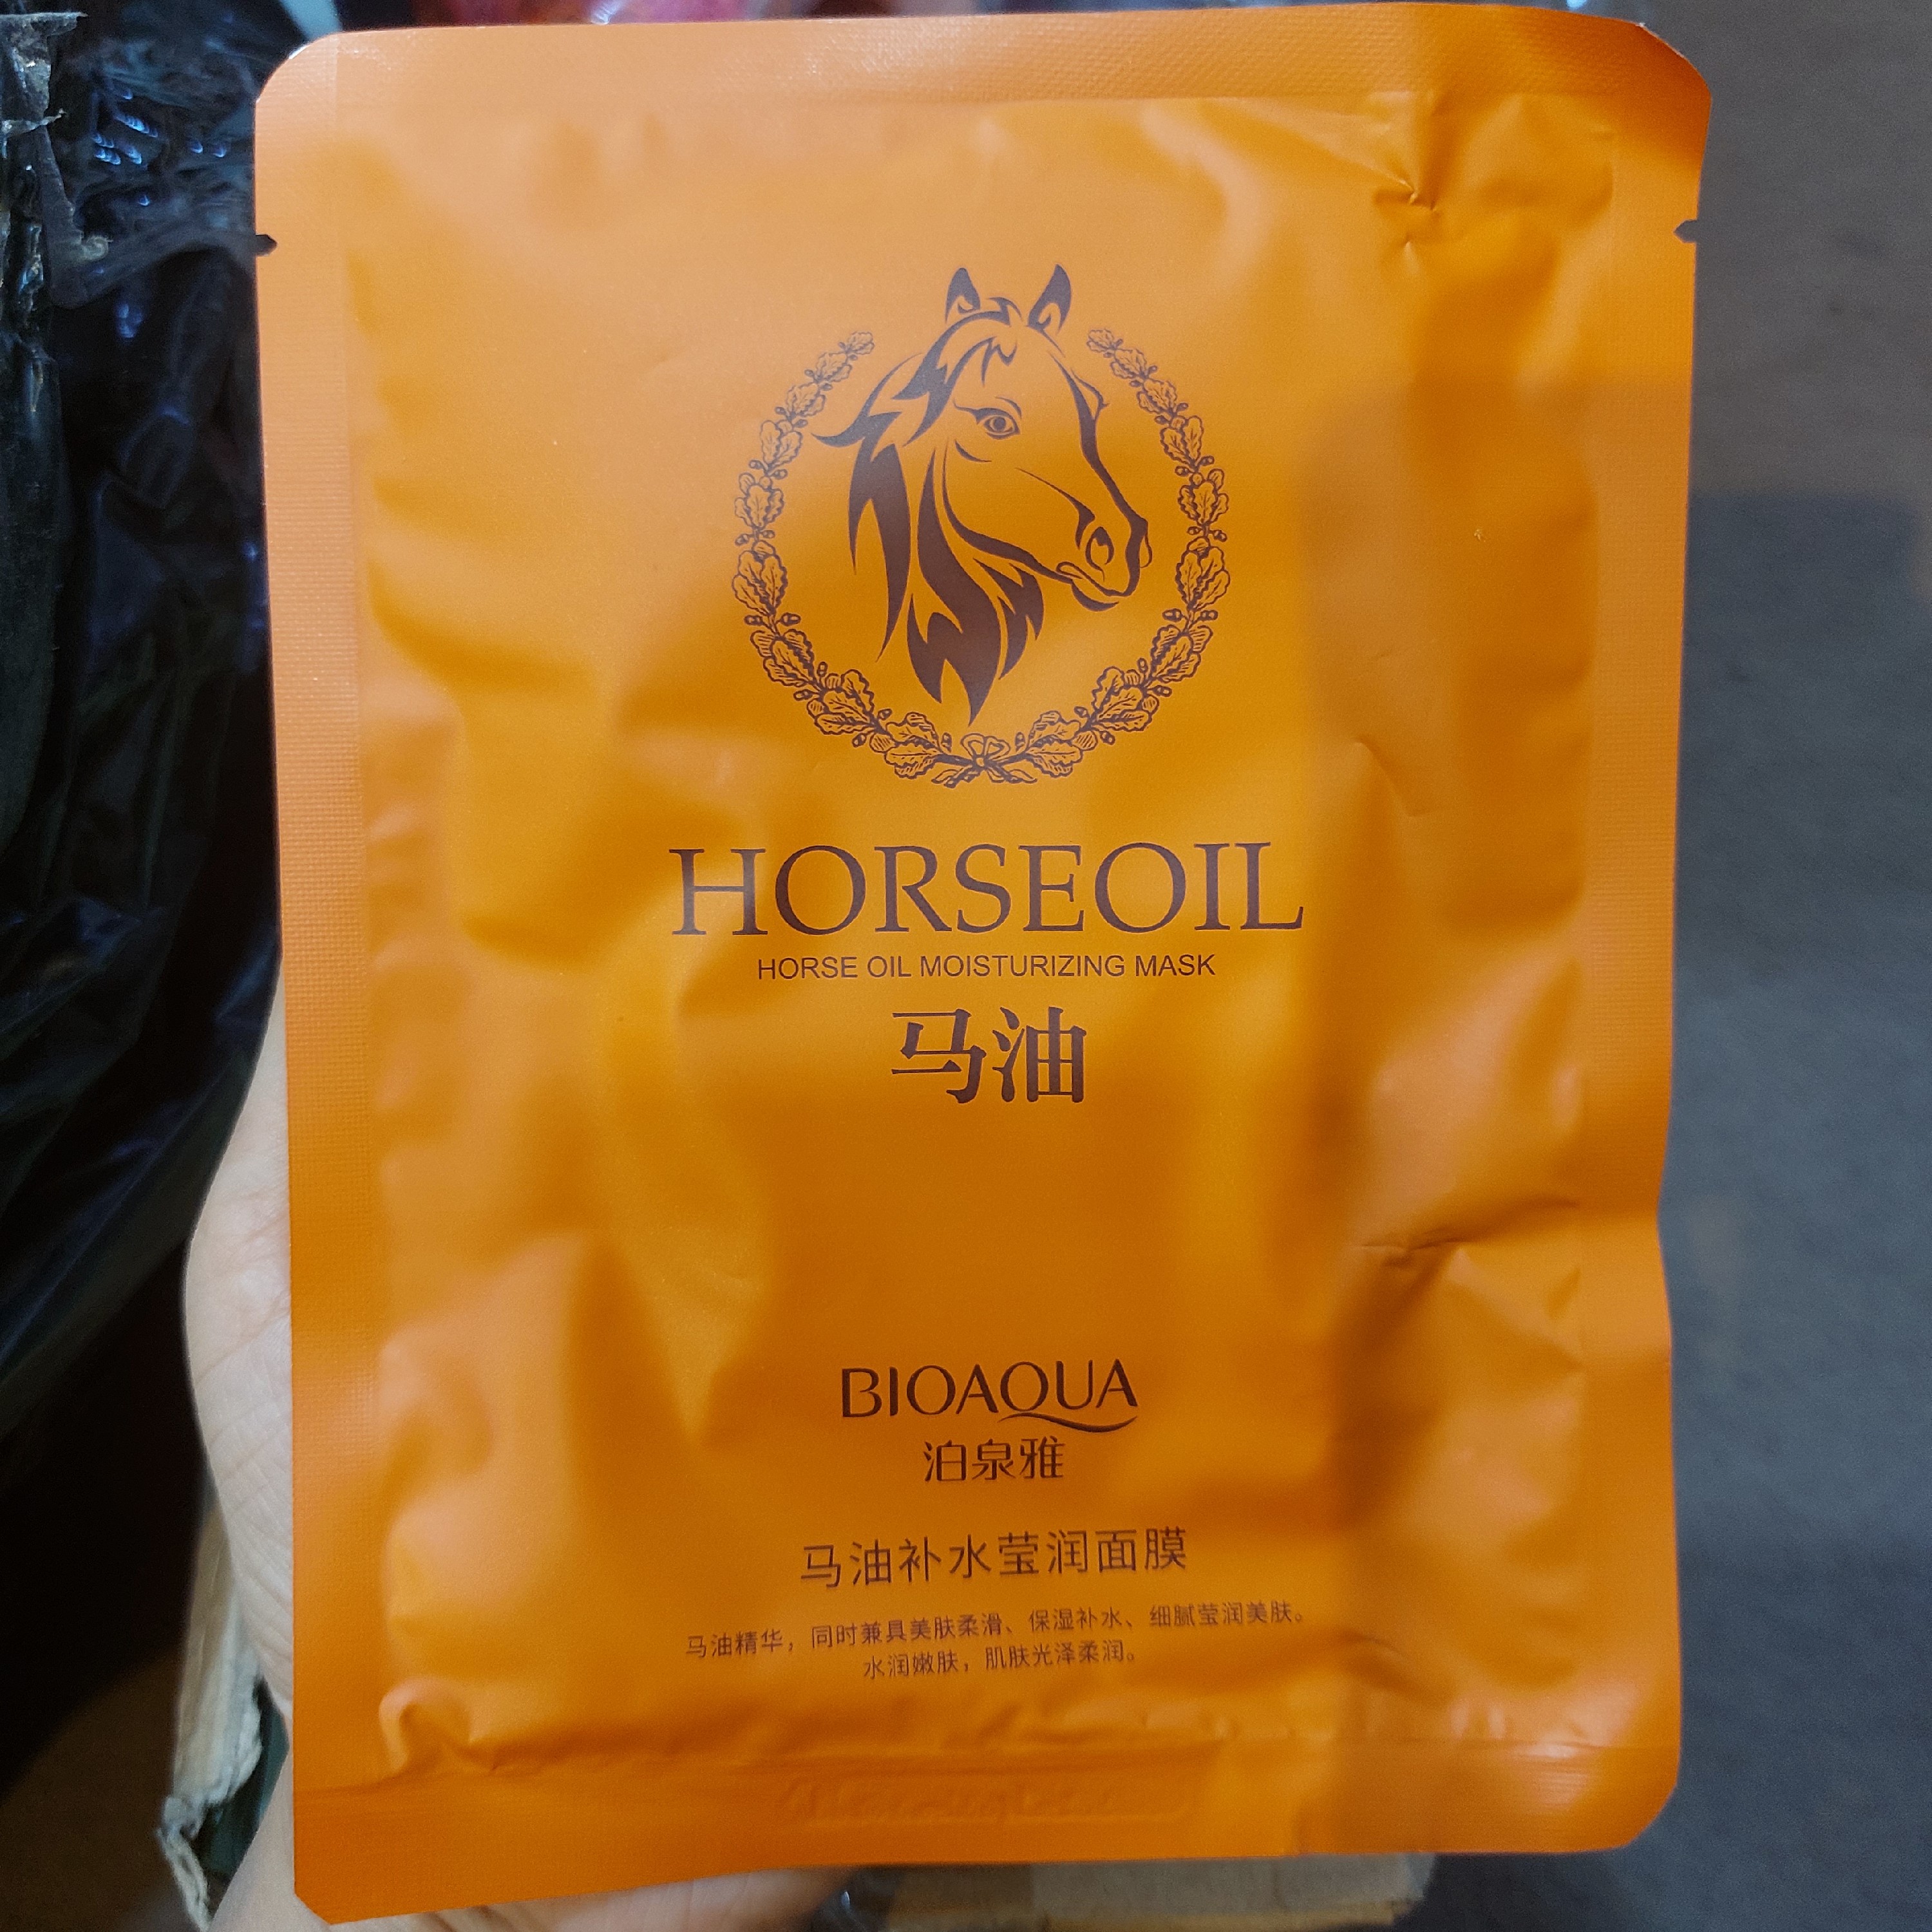 HORSEOIL
HORSE OIL MOISTURIZING MASK
马油
BIOAQUA
泊泉雅
马油补水莹润面膜
马油精华，同时兼具美肤柔滑、保湿补水、细腻莹润美肤。
水润嫩肤，肌肤光泽柔润。